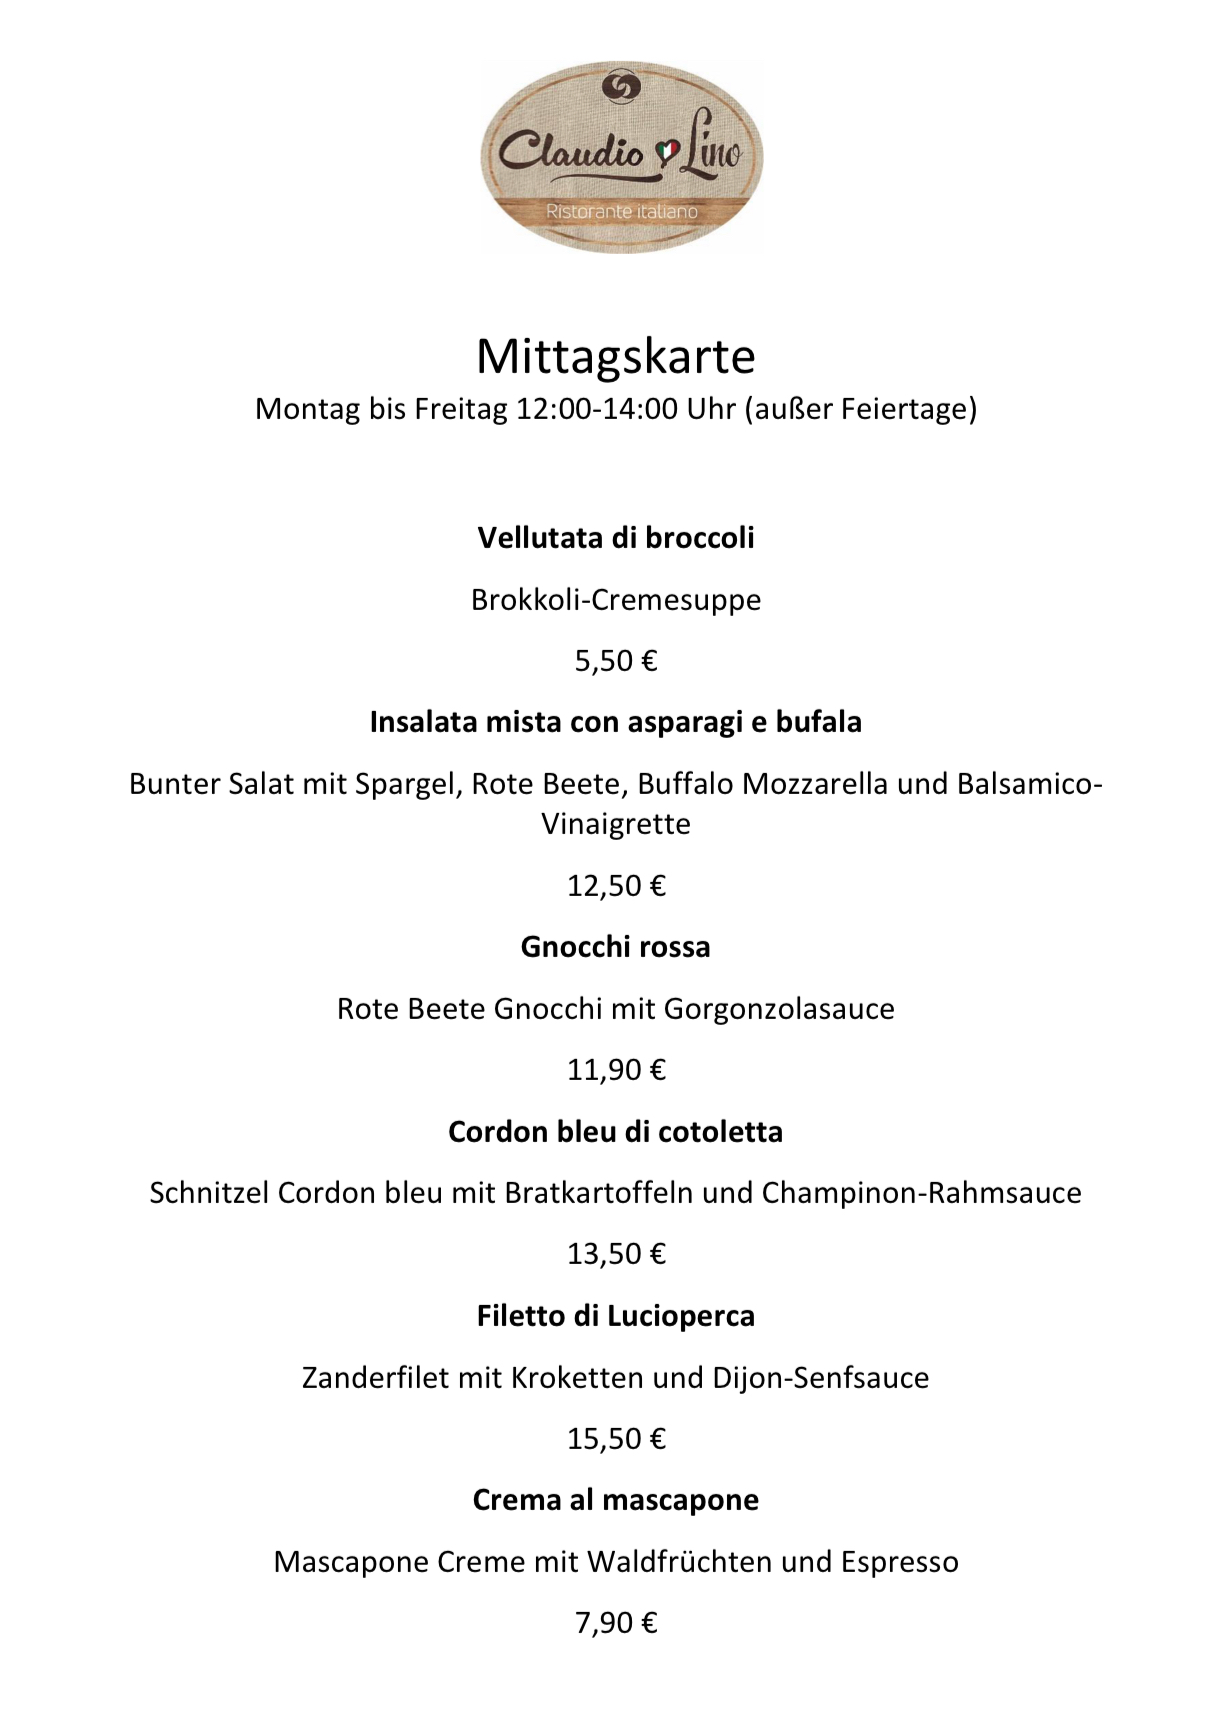 Claudio Lino
Ristorante italiano
Mittagskarte
Montag bis Freitag 12:00-14:00 Uhr (außer Feiertage)
Vellutata di broccoli
Brokkoli-Cremesuppe
5,50 €
Insalata mista con asparagi e bufala
Bunter Salat mit Spargel, Rote Beete, Buffalo Mozzarella und Balsamico-
Vinaigrette
12,50 €
Gnocchi rossa
Rote Beete Gnocchi mit Gorgonzolasauce
11,90 €
Cordon bleu di cotoletta
Schnitzel Cordon bleu mit Bratkartoffeln und Champinon-Rahmsauce
13,50 €
Filetto di Lucioperca
Zanderfilet mit Kroketten und Dijon-Senfsauce
15,50 €
Crema al mascapone
Mascapone Creme mit Waldfrüchten und Espresso
7,90 €